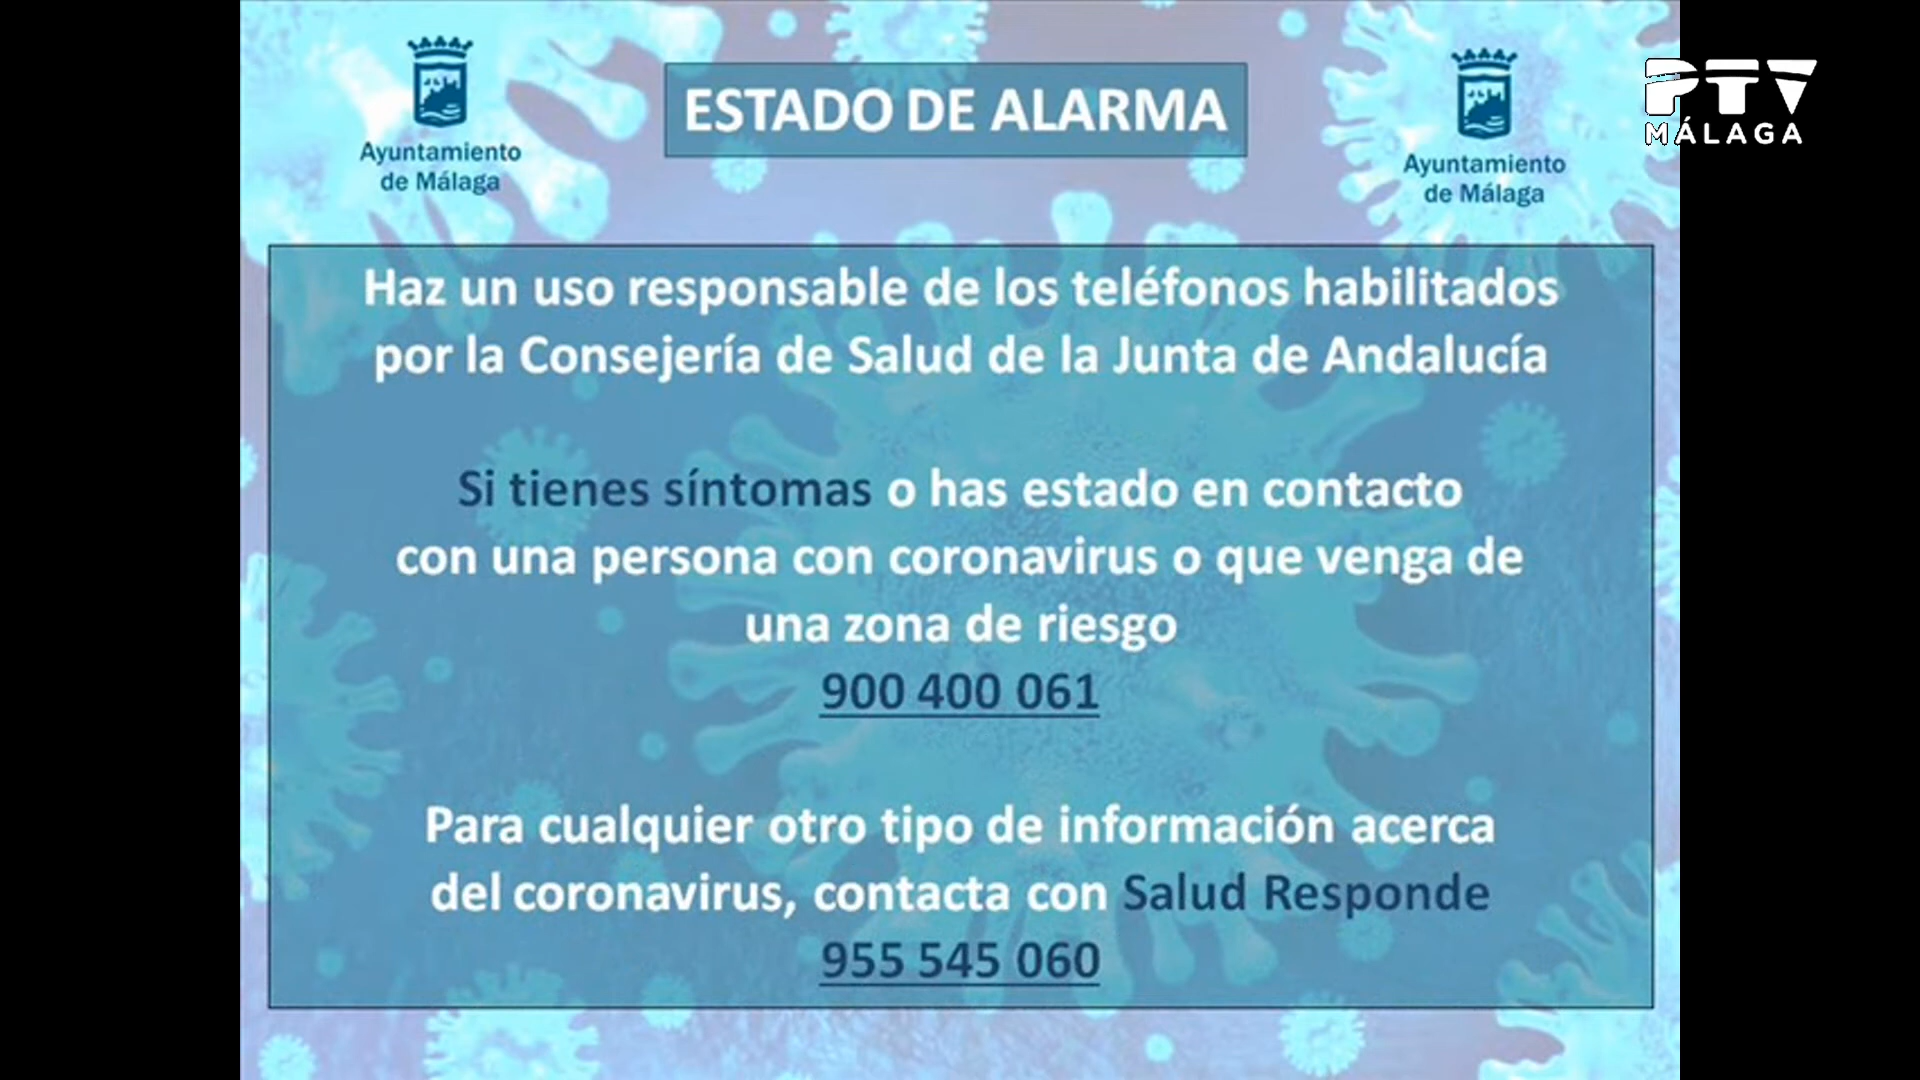 Ayuntamiento
de Málaga
ESTADO DE ALARMA
Ayuntamiento
de Málaga
PTV
MÁLAGA
Haz un uso responsable de los teléfonos habilitados
por la Consejería de Salud de la Junta de Andalucía
Si tienes síntomas o has estado en contacto
con una persona con coronavirus o que venga de
una zona de riesgo
900 400 061
Para cualquier otro tipo de información acerca
del coronavirus, contacta con Salud Responde
955 545 060